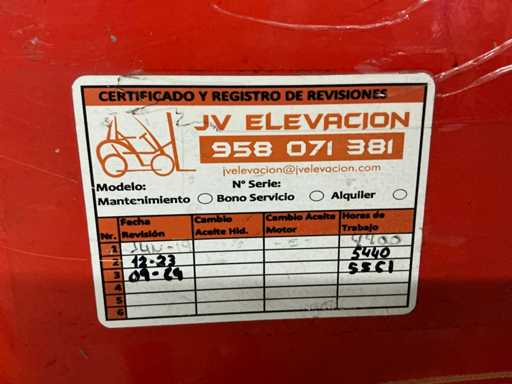 CERTIFICADO Y REGISTRO DE REVISIONES
JV ELEVACION
958 071 381
jvelevacion@jvelevacion.com
Modelo: Nº Serie:
Mantenimiento Bono Servicio Alquiler
Nr. Fecha Revisión Cambio Aceite Hid. Cambio Aceite Motor Horas de Trabajo
1 4400
2 12-23 5440
3
4
5
6